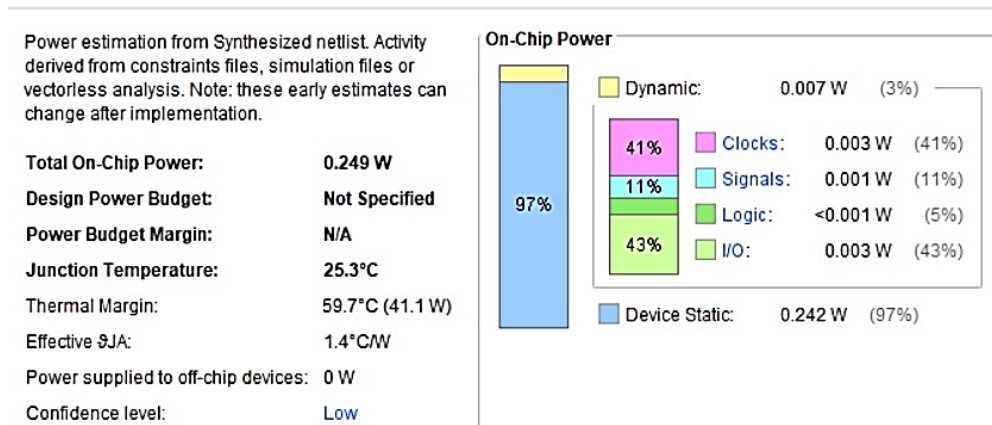 Power estimation from Synthesized netlist. Activity
derived from constraints files, simulation files or
vectorless analysis. Note: these early estimates can
change after implementation.
Total On-Chip Power: 0.249 W
Design Power Budget: Not Specified
Power Budget Margin: N/A
Junction Temperature: 25.3°C
Thermal Margin: 59.7°C (41.1 W)
Effective ϑJA: 1.4°C/W
Power supplied to off-chip devices: 0 W
Confidence level: Low
On-Chip Power
97%
Dynamic: 0.007 W (3%)
41% Clocks: 0.003 W (41%)
11% Signals: 0.001 W (11%)
Logic: <0.001 W (5%)
43% I/O: 0.003 W (43%)
Device Static: 0.242 W (97%)